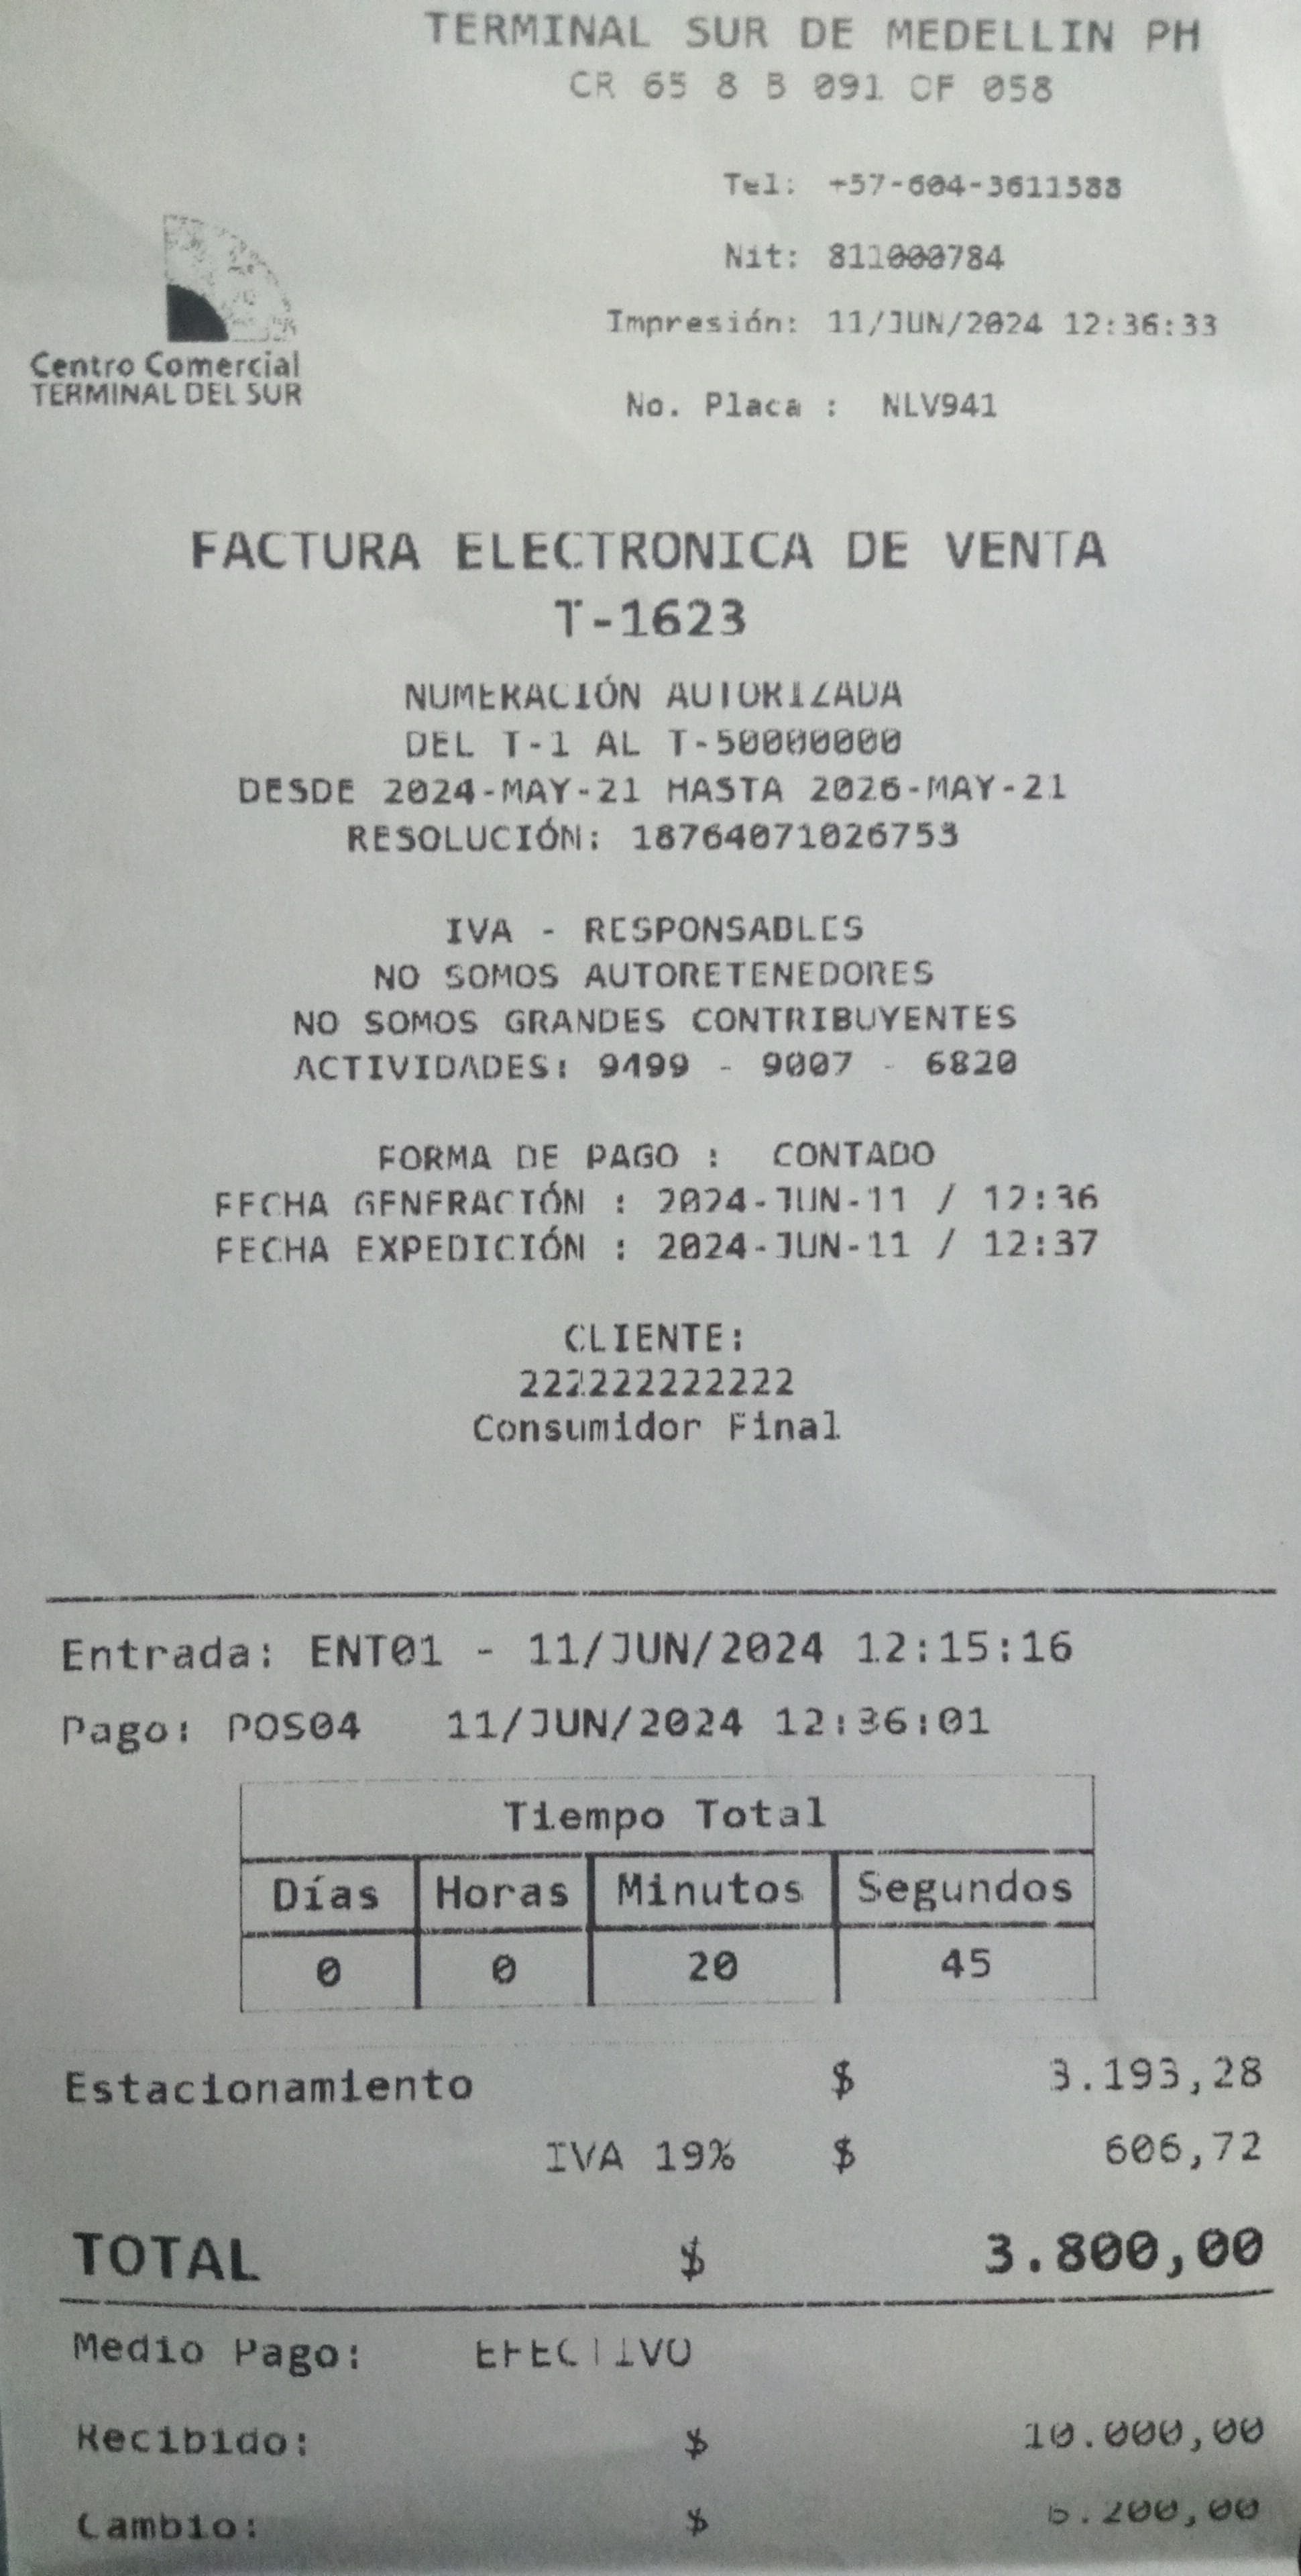 TERMINAL SUR DE MEDELLIN PH
CR 65 8 B 091 OF 058
Tel: +57-604-3611588
Nit: 811000784
Impresión: 11/JUN/2024 12:36:33
No. Placa : NLV941
Centro Comercial
TERMINAL DEL SUR
FACTURA ELECTRONICA DE VENTA
T-1623
NUMERACIÓN AUTORIZADA
DEL T-1 AL T-50000000
DESDE 2024-MAY-21 HASTA 2026-MAY-21
RESOLUCIÓN: 18764071026753
IVA - RESPONSABLES
NO SOMOS AUTORETENEDORES
NO SOMOS GRANDES CONTRIBUYENTES
ACTIVIDADES: 9499 - 9007 - 6820
FORMA DE PAGO : CONTADO
FECHA GENERACIÓN : 2024-JUN-11 / 12:36
FECHA EXPEDICIÓN : 2024-JUN-11 / 12:37
CLIENTE:
222222222222
Consumidor Final
Entrada: ENT01 - 11/JUN/2024 12:15:16
Pago: POS04 11/JUN/2024 12:36:01
Tiempo Total
Días Horas Minutos Segundos
0 0 20 45
Estacionamiento $ 3.193,28
IVA 19% $ 606,72
TOTAL $ 3.800,00
Medio Pago: EFECTIVO
Recibido: $ 10.000,00
Cambio: $ 6.200,00